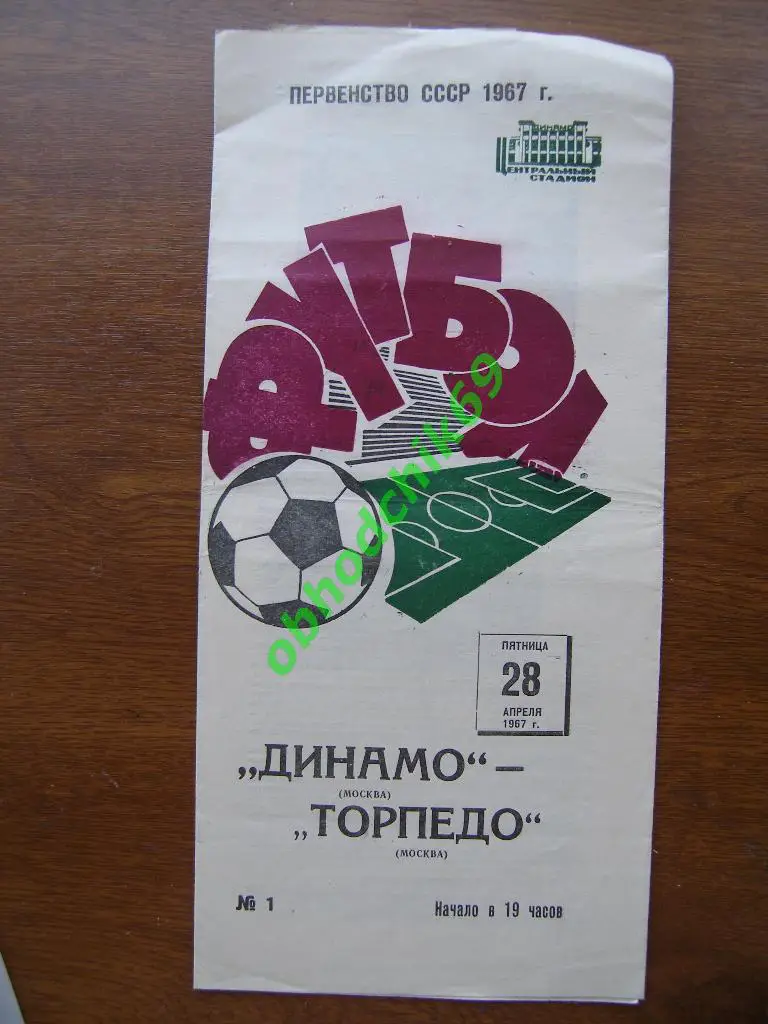 ПЕРВЕНСТВО СССР 1967 г.
ДИНАМО
ЦЕНТРАЛЬНЫЙ
СТАДИОН
ФУТБОЛ
obhodchik69
ПЯТНИЦА
28
АПРЕЛЯ
1967 г.
„ДИНАМО“ —
(МОСКВА)
„ТОРПЕДО“
(МОСКВА)
№ 1
Начало в 19 часов